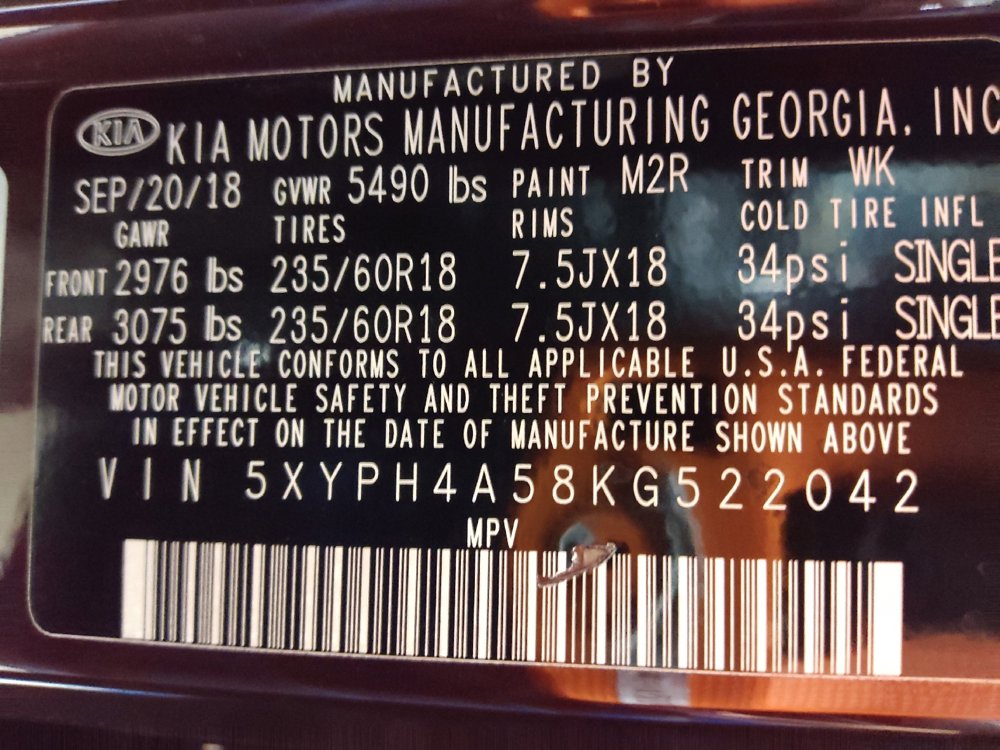 MANUFACTURED BY
KIA KIA MOTORS MANUFACTURING GEORGIA, INC
SEP/20/18 GVWR 5490 lbs PAINT M2R TRIM WK
GAWR TIRES RIMS COLD TIRE INFL
FRONT 2976 lbs 235/60R18 7.5JX18 34psi SINGLE
REAR 3075 lbs 235/60R18 7.5JX18 34psi SINGLE
THIS VEHICLE CONFORMS TO ALL APPLICABLE U.S.A. FEDERAL
MOTOR VEHICLE SAFETY AND THEFT PREVENTION STANDARDS
IN EFFECT ON THE DATE OF MANUFACTURE SHOWN ABOVE
VIN 5XYPH4A58KG522042
MPV